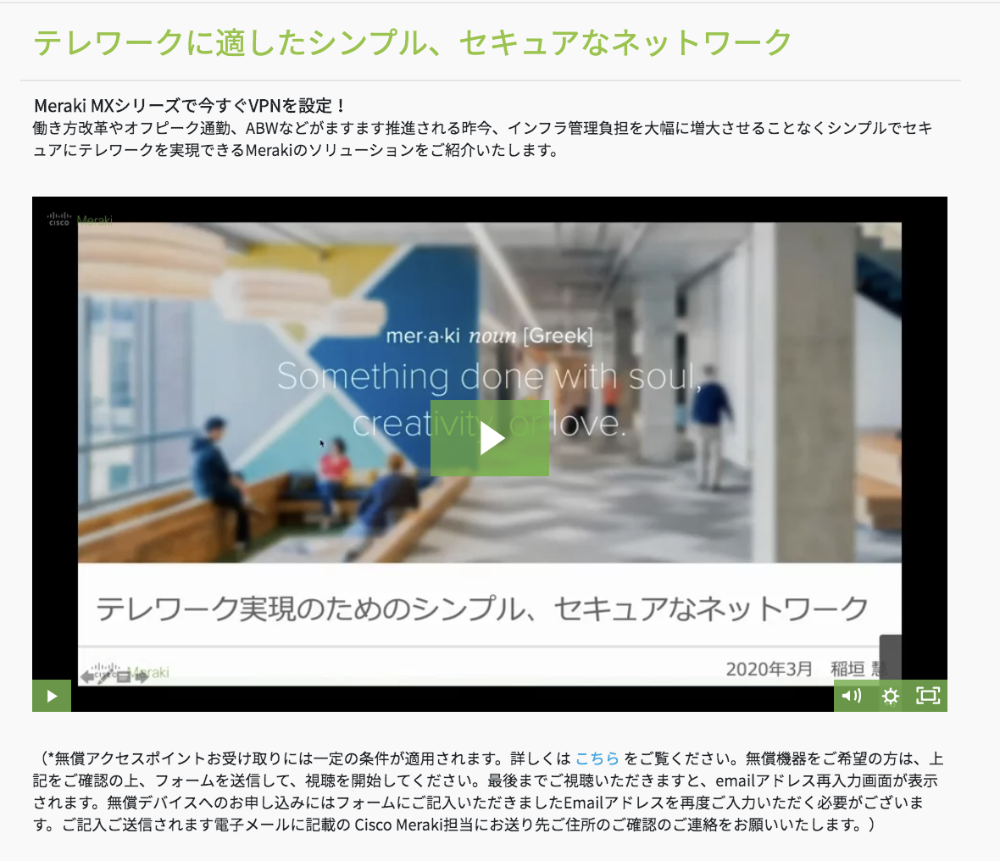 テレワークに適したシンプル、セキュアなネットワーク
Meraki MXシリーズで今すぐVPNを設定！
働き方改革やオフピーク通勤、ABWなどがますます推進される昨今、インフラ管理負担を大幅に増大させることなくシンプルでセキ
ュアにテレワークを実現できるMerakiのソリューションをご紹介いたします。
CISCO Meraki
mer·a·ki noun [Greek]
Something done with soul,
creativity, or love.
テレワーク実現のためのシンプル、セキュアなネットワーク
cisco Meraki
2020年3月 稲垣 慧
（*無償アクセスポイントお受け取りには一定の条件が適用されます。詳しくは こちら をご覧ください。無償機器をご希望の方は、上
記をご確認の上、フォームを送信して、視聴を開始してください。最後までご視聴いただきますと、emailアドレス再入力画面が表示
されます。無償デバイスへのお申し込みにはフォームにご記入いただきましたEmailアドレスを再度ご入力いただく必要がございま
す。ご記入ご送信されます電子メールに記載の Cisco Meraki担当にお送り先ご住所のご確認のご連絡をお願いいたします。）